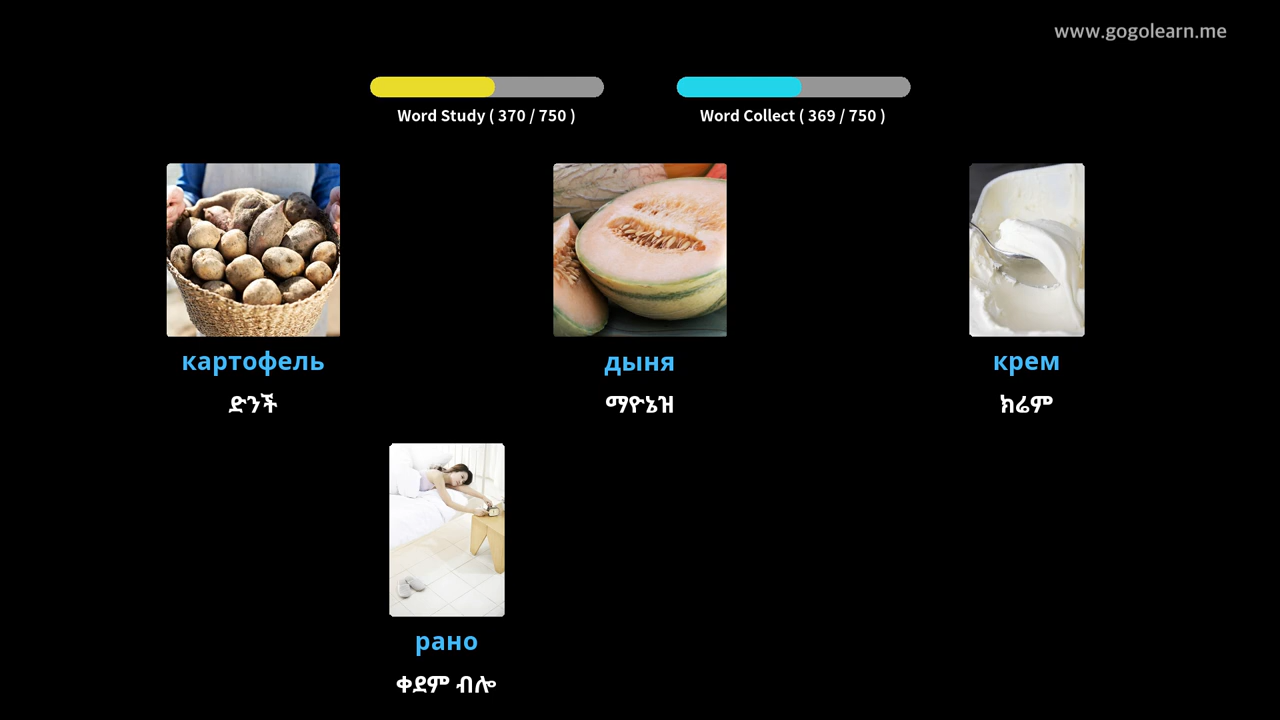 www.gogolearn.me
Word Study ( 370 / 750 )
Word Collect ( 369 / 750 )
картофель
дыня
крем
ድንች
ማዮኔዝ
ክሬም
рано
ቀደም ብሎ